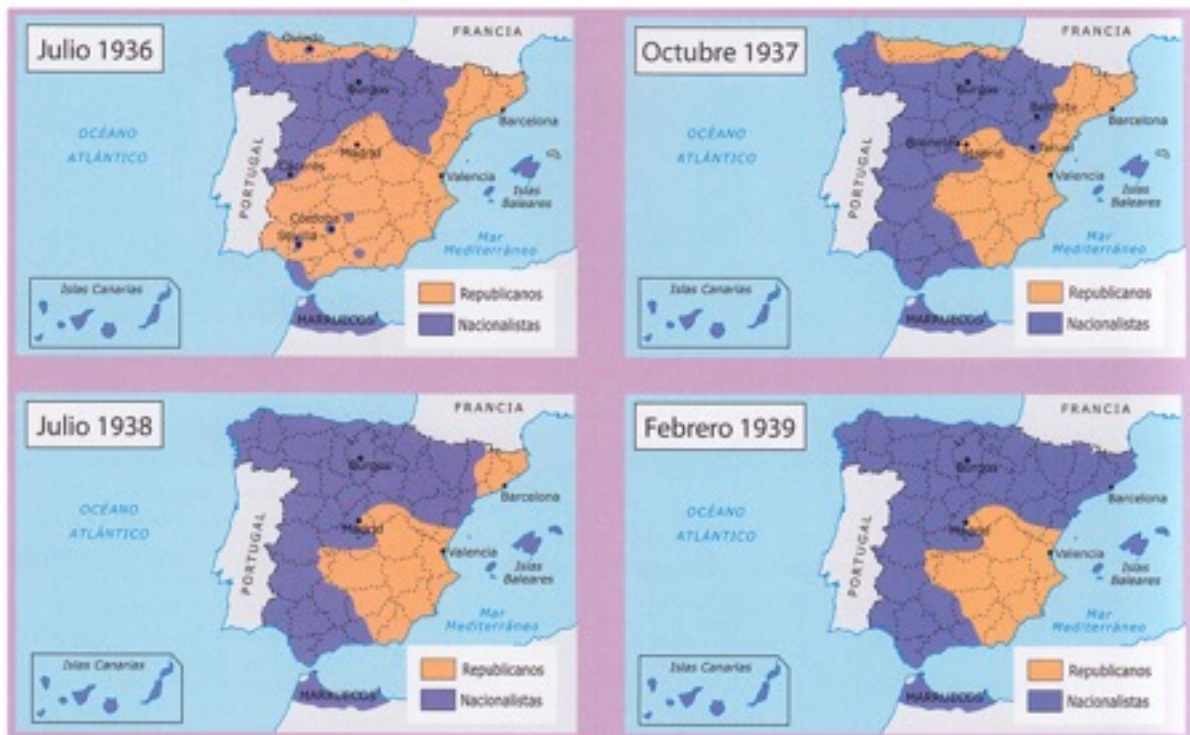 Julio 1936
FRANCIA
Oviedo
Burgos
Barcelona
OCÉANO
ATLÁNTICO
PORTUGAL
Madrid
Cáceres
Valencia
Islas
Baleares
Córdoba
Sevilla
Mar
Mediterráneo
Islas Canarias
MARRUECOS
Republicanos
Nacionalistas
Octubre 1937
FRANCIA
Burgos
Belchite
Barcelona
OCÉANO
ATLÁNTICO
PORTUGAL
Brunete
Madrid
Teruel
Valencia
Islas
Baleares
Mar
Mediterráneo
Islas Canarias
MARRUECOS
Republicanos
Nacionalistas
Julio 1938
FRANCIA
Burgos
Barcelona
OCÉANO
ATLÁNTICO
PORTUGAL
Madrid
Valencia
Islas
Baleares
Mar
Mediterráneo
Islas Canarias
MARRUECOS
Republicanos
Nacionalistas
Febrero 1939
FRANCIA
Burgos
Barcelona
OCÉANO
ATLÁNTICO
PORTUGAL
Madrid
Valencia
Islas
Baleares
Mar
Mediterráneo
Islas Canarias
MARRUECOS
Republicanos
Nacionalistas